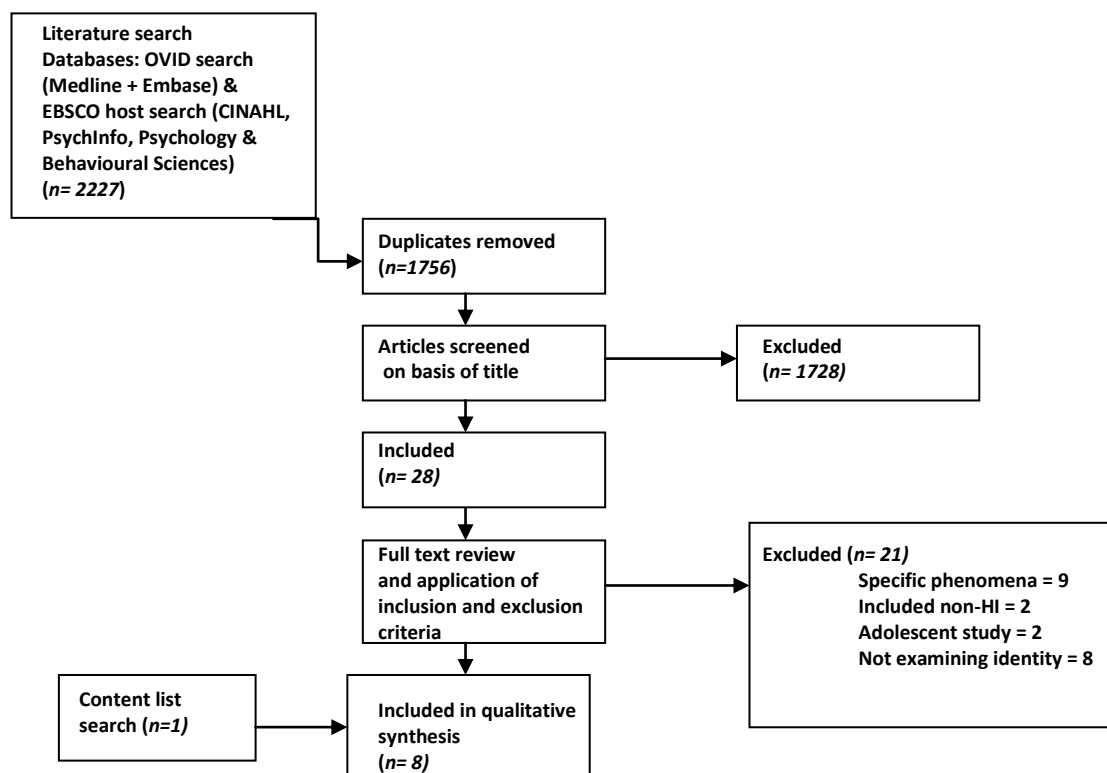 Literature search
Databases: OVID search
(Medline + Embase) &
EBSCO host search (CINAHL,
PsychInfo, Psychology &
Behavioural Sciences)
(n= 2227)
Duplicates removed
(n=1756)
Articles screened
on basis of title
Excluded
(n= 1728)
Included
(n= 28)
Full text review
and application of
inclusion and exclusion
criteria
Excluded (n= 21)
Specific phenomena = 9
Included non-HI = 2
Adolescent study = 2
Not examining identity = 8
Content list
search (n=1)
Included in qualitative
synthesis
(n= 8)